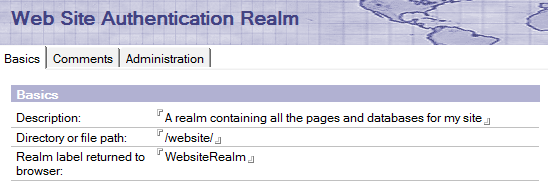 Web Site Authentication Realm
Basics Comments Administration
Basics
Description: A realm containing all the pages and databases for my site
Directory or file path: /website/
Realm label returned to WebsiteRealm
browser: